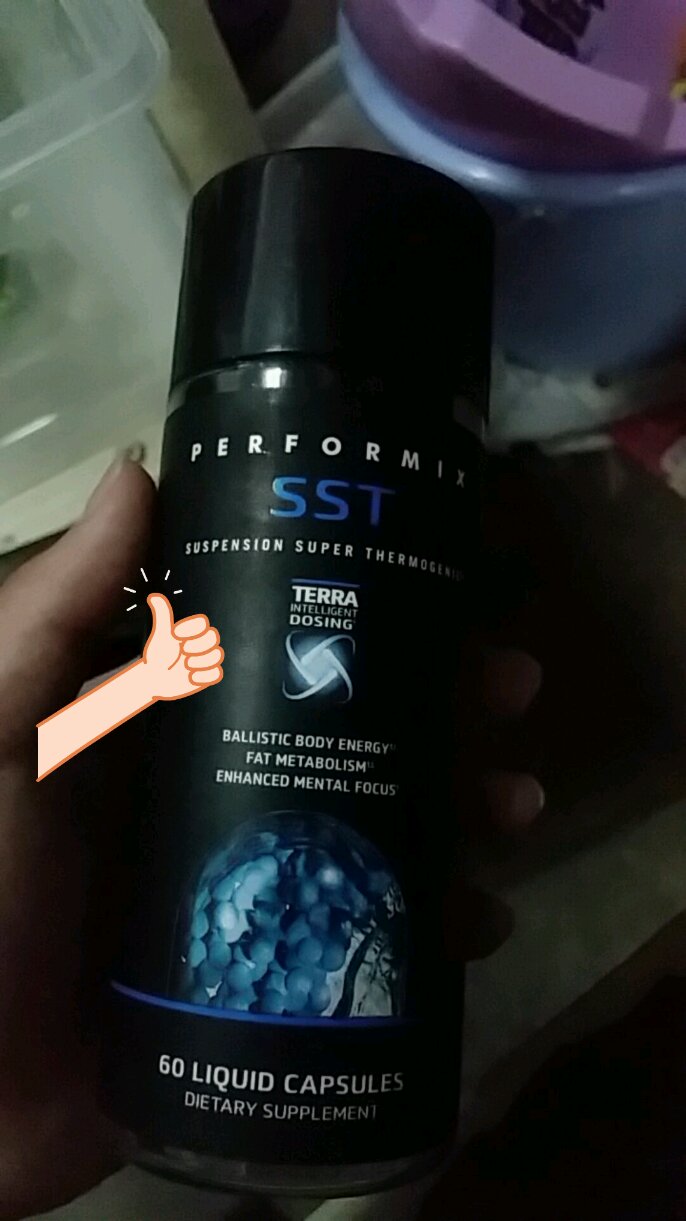 PERFORMIX
SST
SUSPENSION SUPER THERMOGENIC
TERRA
INTELLIGENT
DOSING
BALLISTIC BODY ENERGY
FAT METABOLISM
ENHANCED MENTAL FOCUS
60 LIQUID CAPSULES
DIETARY SUPPLEMENT